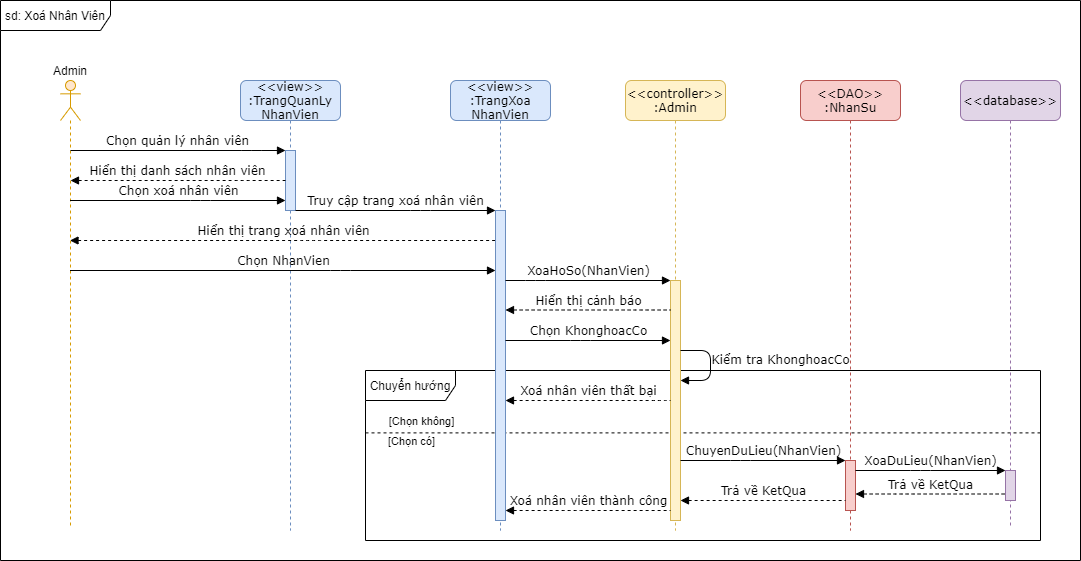 sd: Xoá Nhân Viên
Admin
<<view>>
:TrangQuanLy
NhanVien
<<view>>
:TrangXoa
NhanVien
<<controller>>
:Admin
<<DAO>>
:NhanSu
<<database>>
Chọn quản lý nhân viên
Hiển thị danh sách nhân viên
Chọn xoá nhân viên
Truy cập trang xoá nhân viên
Hiển thị trang xoá nhân viên
Chọn NhanVien
XoaHoSo(NhanVien)
Hiển thị cảnh báo
Chọn KhonghoacCo
Kiểm tra KhonghoacCo
Chuyển hướng
Xoá nhân viên thất bại
[Chọn không]
[Chọn có]
ChuyenDuLieu(NhanVien)
XoaDuLieu(NhanVien)
Trả về KetQua
Trả về KetQua
Xoá nhân viên thành công